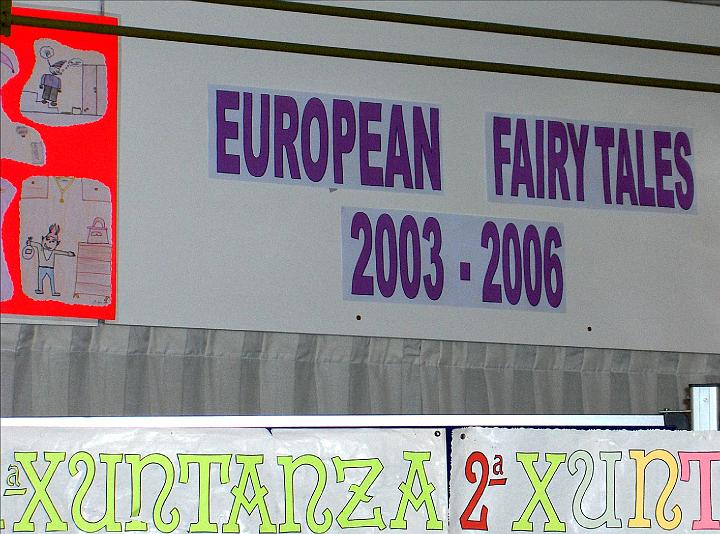 EUROPEAN FAIRY TALES
2003 - 2006
ª XUNTANZA 2ª XUNT